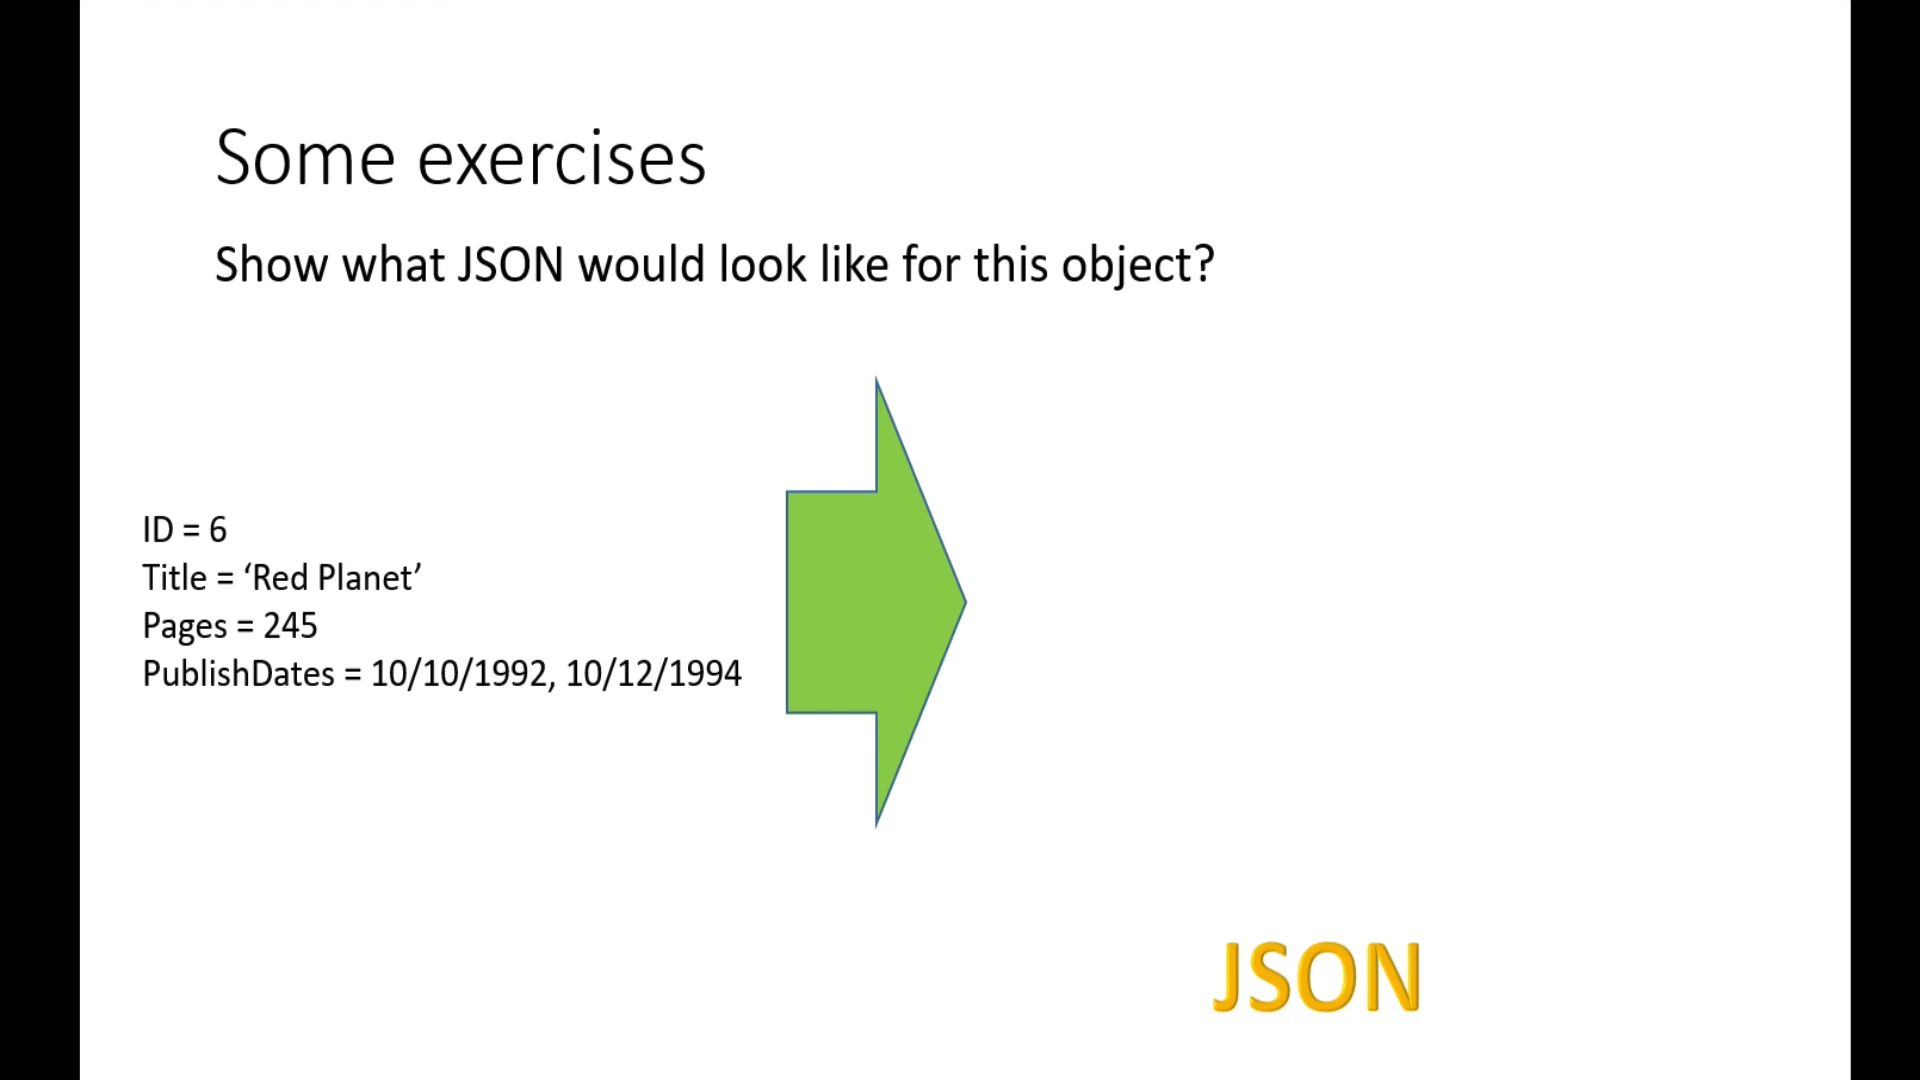 Some exercises
Show what JSON would look like for this object?
ID = 6
Title = ‘Red Planet’
Pages = 245
PublishDates = 10/10/1992, 10/12/1994
JSON